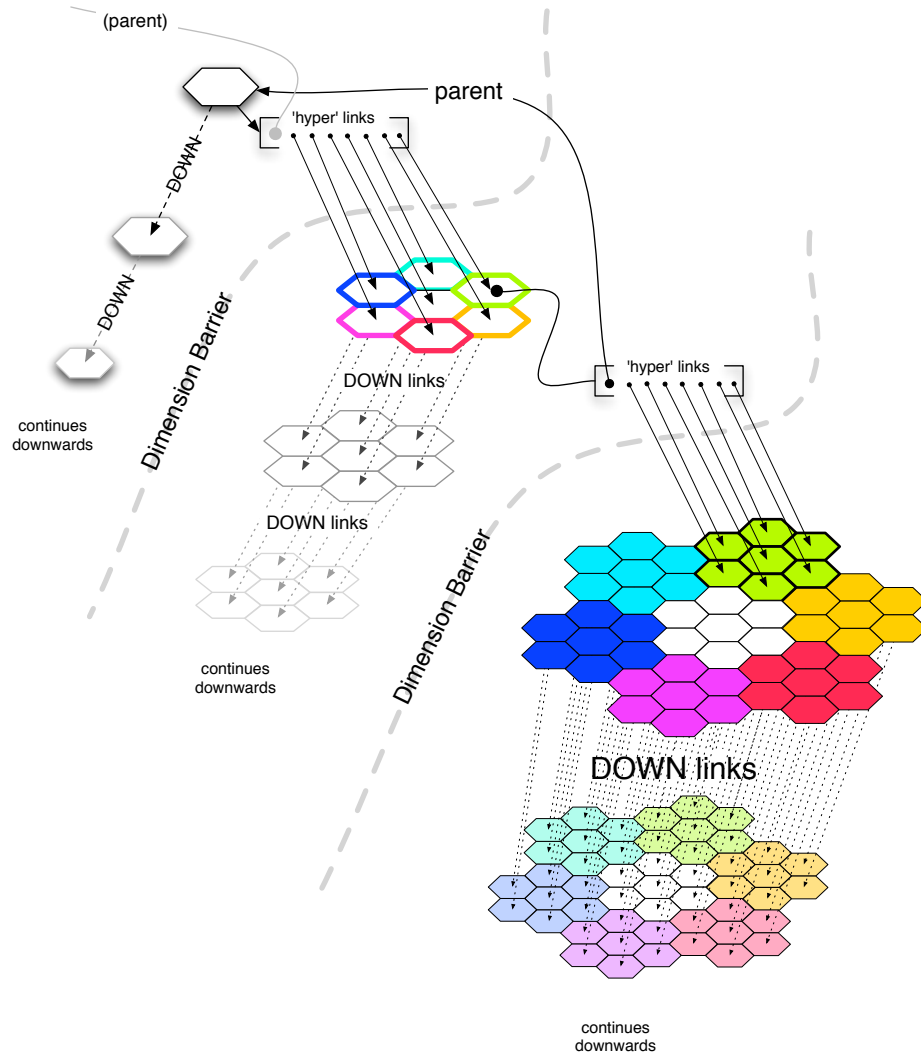 (parent)
parent
'hyper' links
DOWN
DOWN
continues
downwards
Dimension Barrier
DOWN links
DOWN links
continues
downwards
'hyper' links
Dimension Barrier
DOWN links
continues
downwards